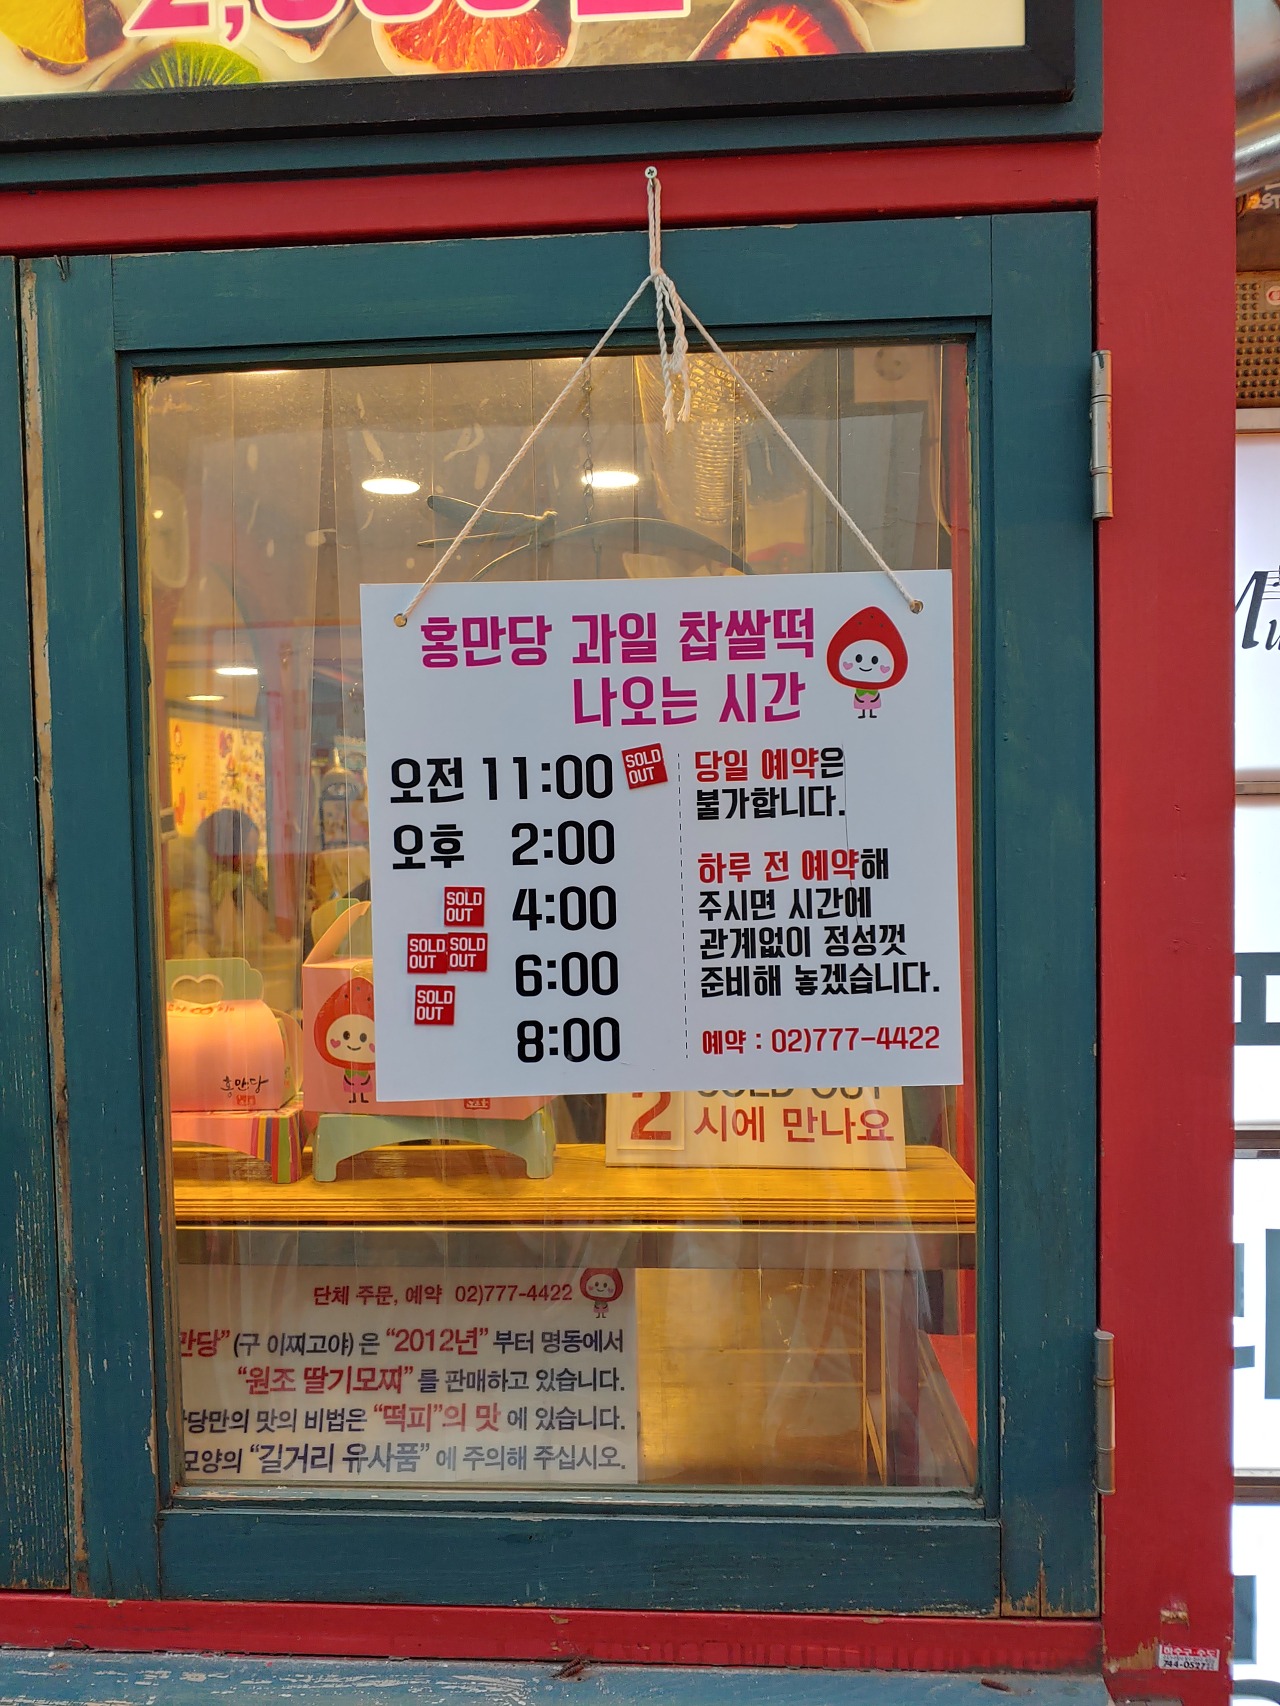 홍만당 과일 찹쌀떡
나오는 시간
오전 11:00
SOLD OUT
오후 2:00
4:00
6:00
8:00
SOLD OUT
SOLD OUT
SOLD OUT
SOLD OUT
당일 예약은
불가합니다.
하루 전 예약해
주시면 시간에
관계없이 정성껏
준비해 놓겠습니다.
예약 : 02)777-4422
홍만당
2
SOLD OUT
시에 만나요
단체 주문, 예약 02)777-4422
만당” (구 이찌고야) 은 “2012년” 부터 명동에서
“원조 딸기모찌” 를 판매하고 있습니다.
당만의 맛의 비법은 “떡피”의 맛 에 있습니다.
모양의 “길거리 유사품” 에 주의해 주십시오.
744-0527